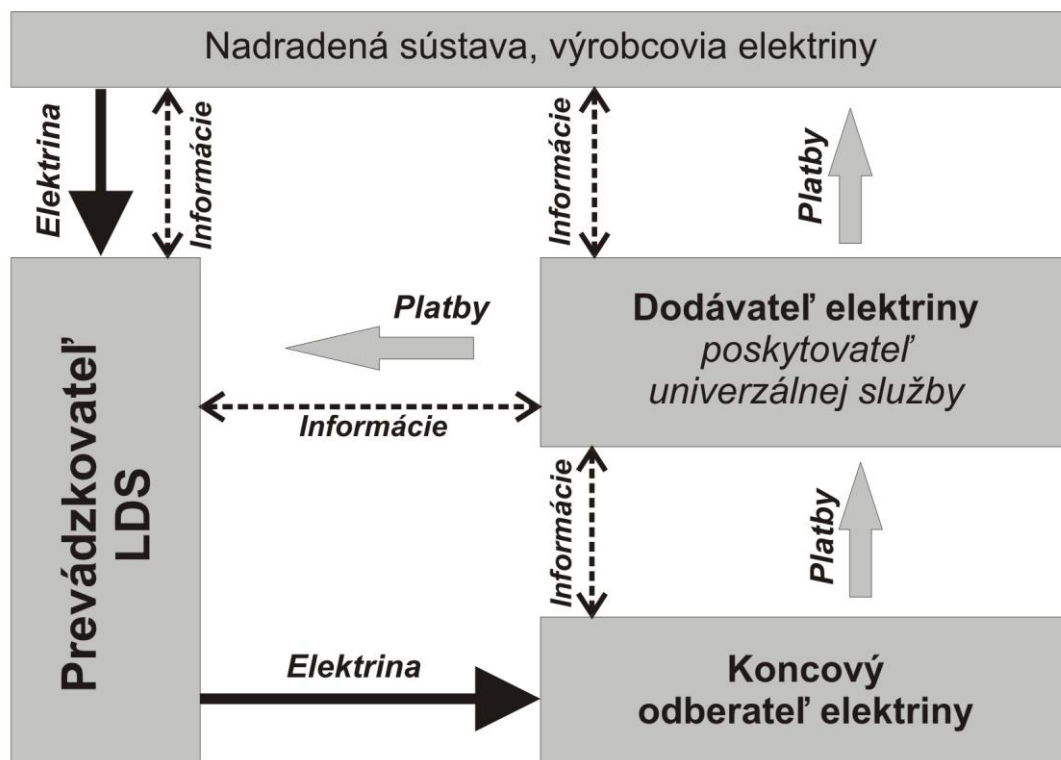 Nadradená sústava, výrobcovia elektriny
Elektrina
Informácie
Informácie
Platby
Prevádzkovateľ
LDS
Platby
Informácie
Dodávateľ elektriny
poskytovateľ
univerzálnej služby
Informácie
Platby
Elektrina
Koncový
odberateľ elektriny